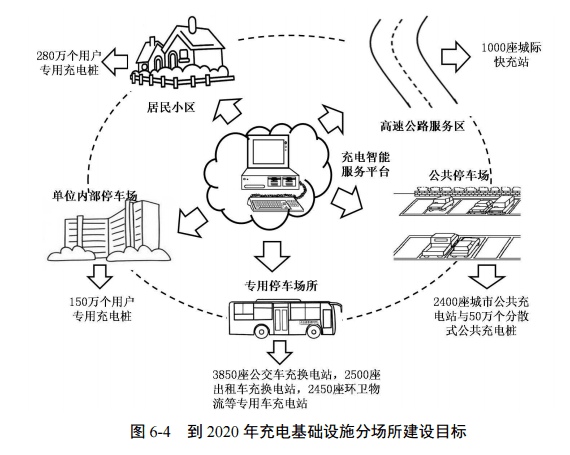 280万个用户
专用充电桩
居民小区
1000座城际
快充站
高速公路服务区
充电智能
服务平台
公共停车场
单位内部停车场
专用停车场所
150万个用户
专用充电桩
2400座城市公共充
电站与50万个分散
式公共充电桩
3850座公交车充换电站，2500座
出租车充换电站，2450座环卫物
流等专用车充电站
图 6-4 到 2020 年充电基础设施分场所建设目标